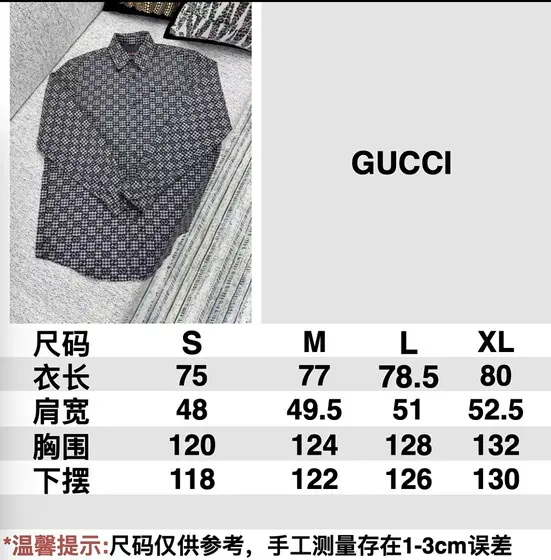 GUCCI
尺码 S M L XL
衣长 75 77 78.5 80
肩宽 48 49.5 51 52.5
胸围 120 124 128 132
下摆 118 122 126 130
*温馨提示:尺码仅供参考，手工测量存在1-3cm误差